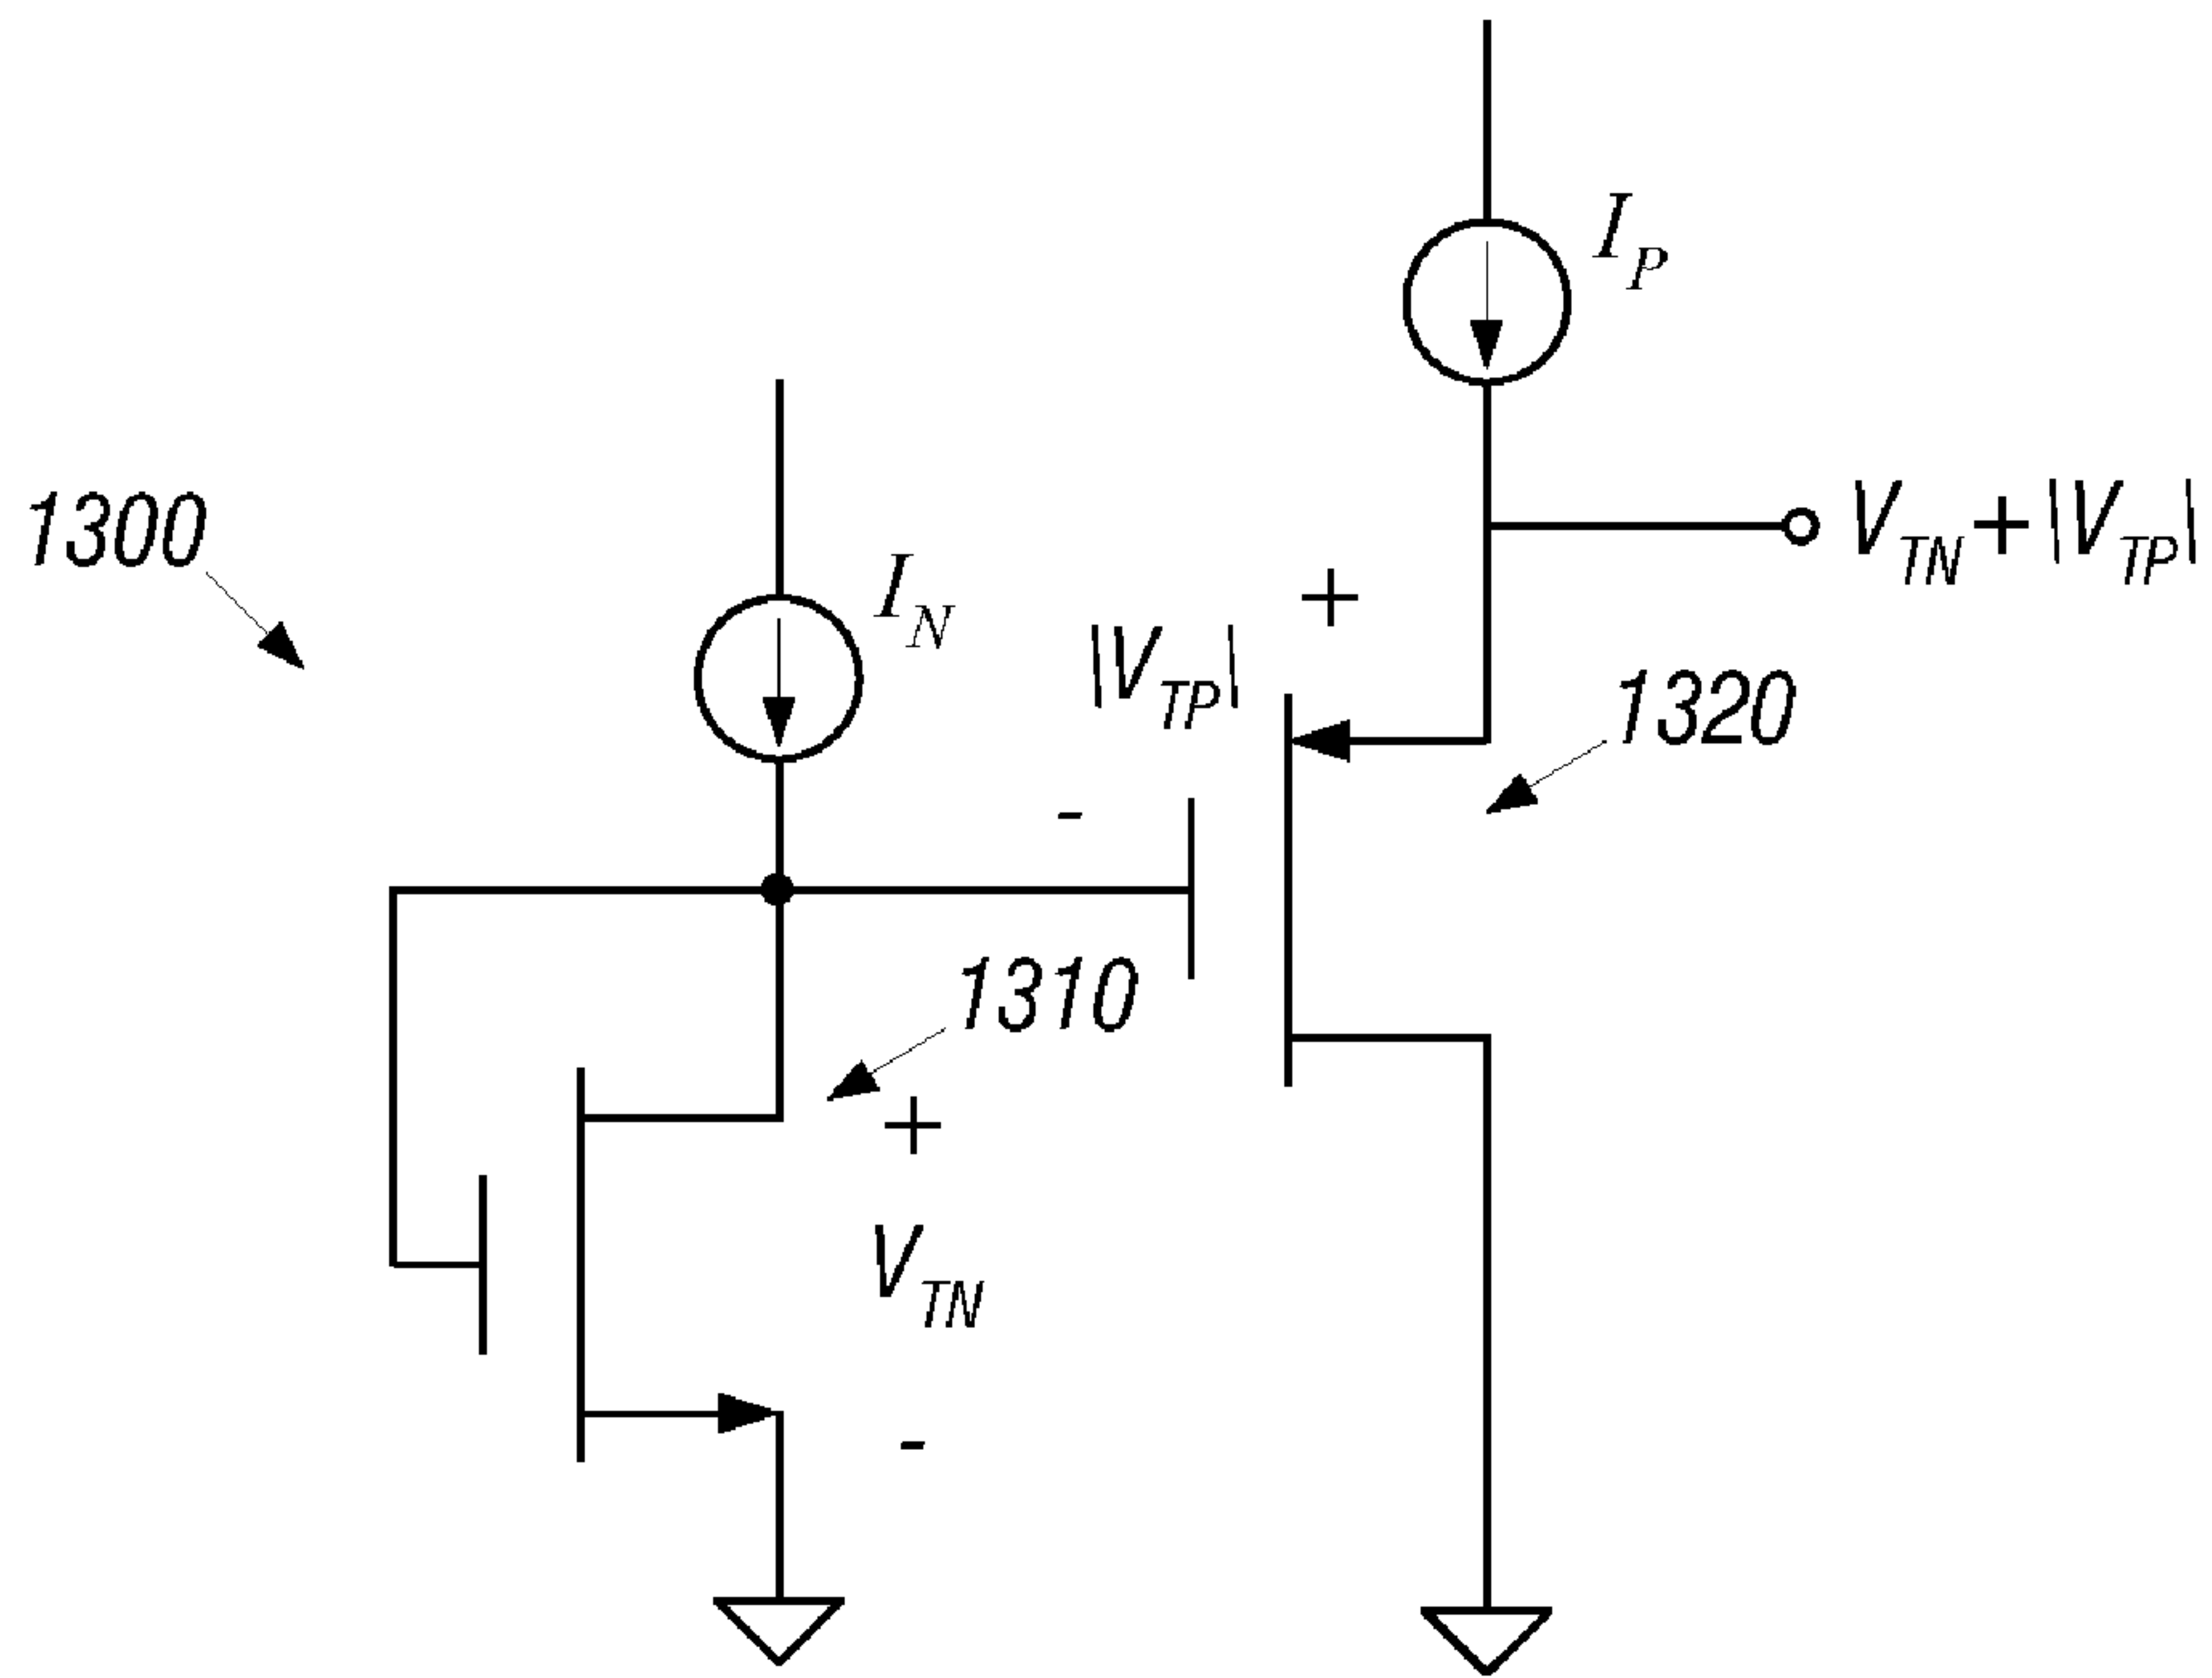 I_P
1300
V_TN+\V_TP\
I_N
+
\V_TP\
1320
-
1310
+
V_TN
-